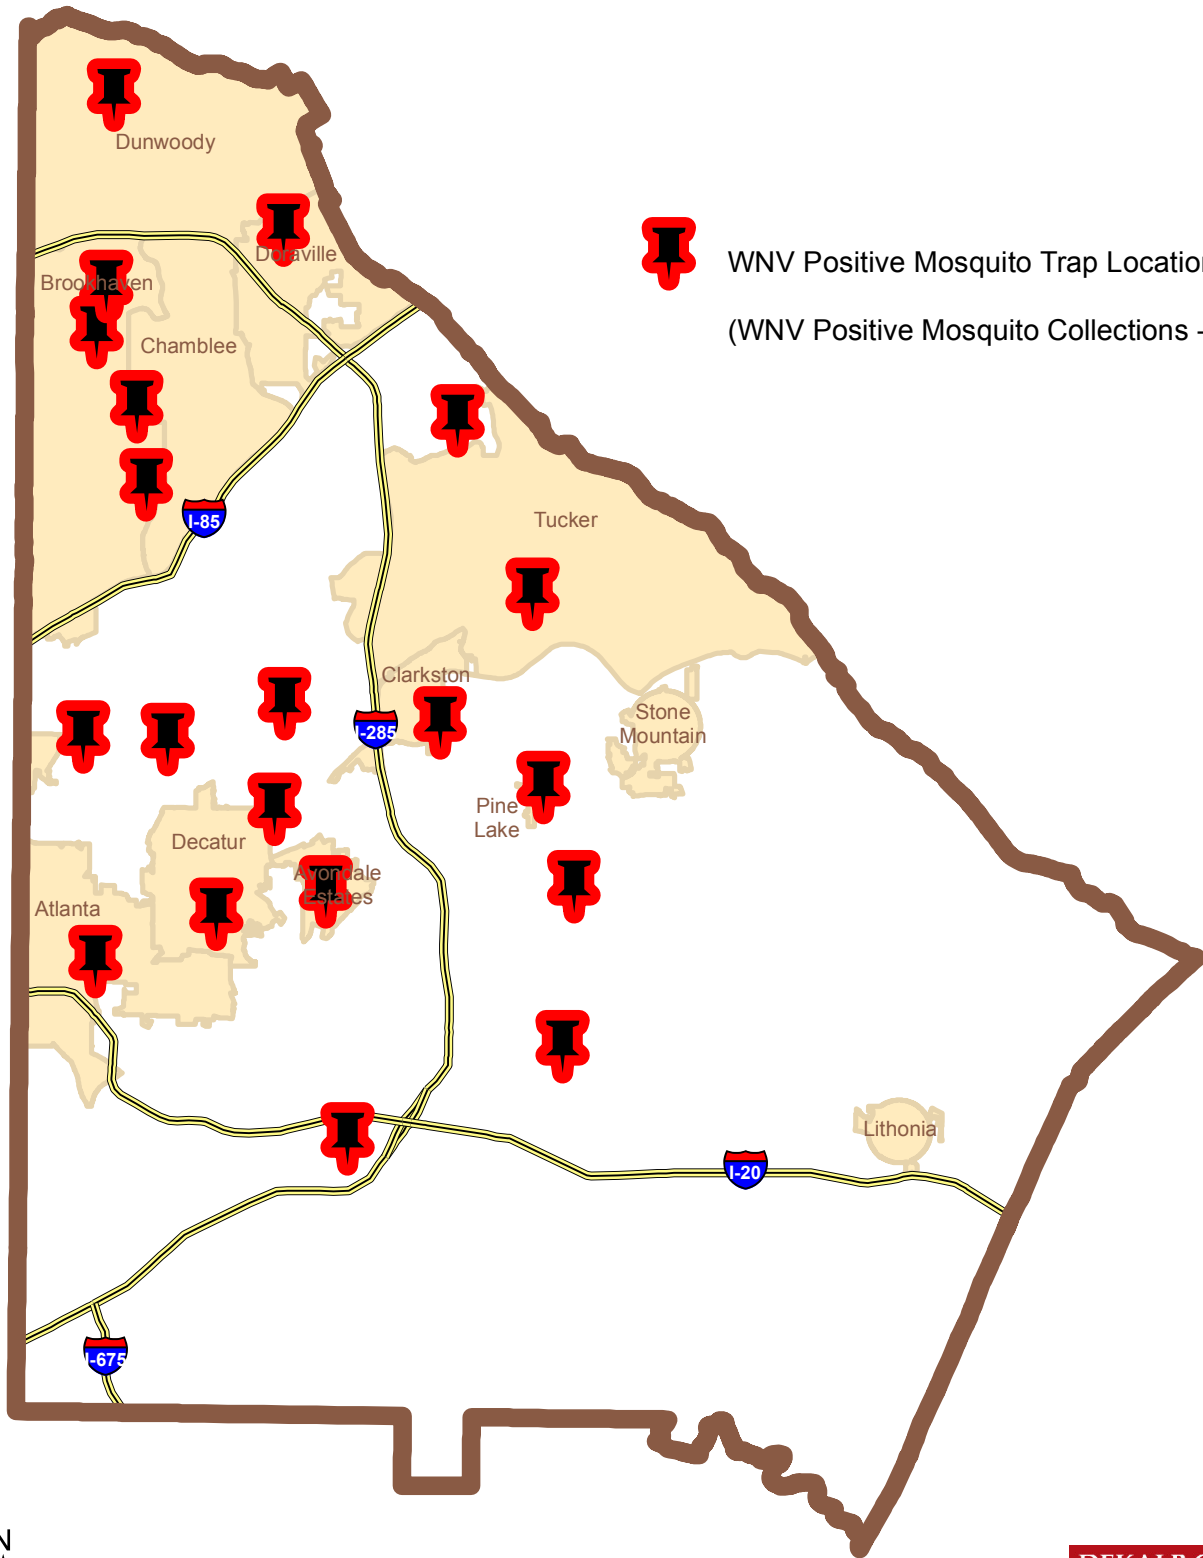 Dunwoody
Doraville
WNV Positive Mosquito Trap Location
(WNV Positive Mosquito Collections -
Brookhaven
Chamblee
I-85
Tucker
Clarkston
Stone
Mountain
I-285
Pine
Lake
Decatur
Avondale
Estates
Atlanta
Lithonia
I-20
I-675
N